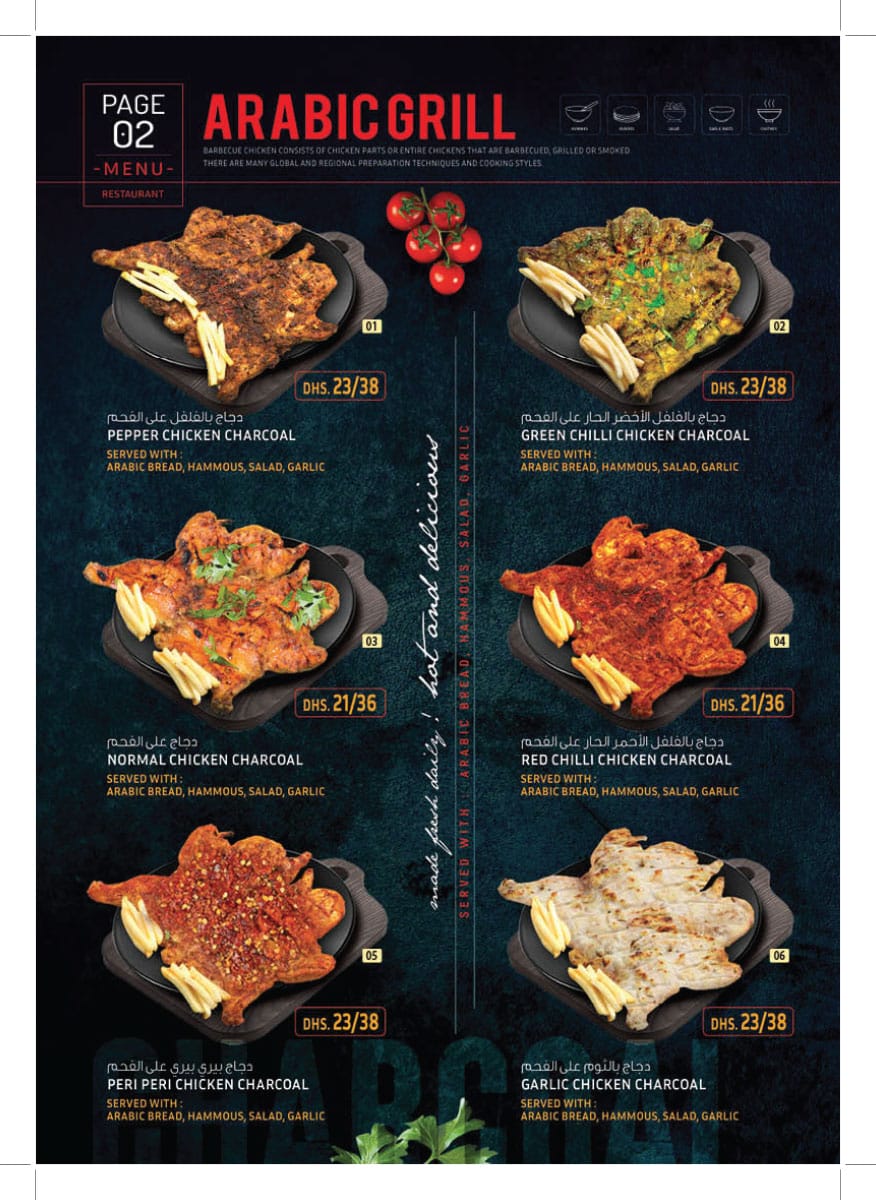 PAGE
02
-MENU-
RESTAURANT
ARABIC GRILL
BARBECUE CHICKEN CONSISTS OF CHICKEN PARTS OR ENTIRE CHICKENS THAT ARE BARBECUED, GRILLED OR SMOKED
THERE ARE MANY GLOBAL AND REGIONAL PREPARATION TECHNIQUES AND COOKING STYLES.
01
DHS. 23/38
دجاج بالفلفل على الفحم
PEPPER CHICKEN CHARCOAL
SERVED WITH :
ARABIC BREAD, HAMMOUS, SALAD, GARLIC
02
DHS. 23/38
دجاج بالفلفل الأخضر الحار على الفحم
GREEN CHILLI CHICKEN CHARCOAL
SERVED WITH :
ARABIC BREAD, HAMMOUS, SALAD, GARLIC
made fresh daily! hot and delicious
SERVED WITH : ARABIC BREAD, HAMMOUS, SALAD, GARLIC
03
DHS. 21/36
دجاج على الفحم
NORMAL CHICKEN CHARCOAL
SERVED WITH :
ARABIC BREAD, HAMMOUS, SALAD, GARLIC
04
DHS. 21/36
دجاج بالفلفل الأحمر الحار على الفحم
RED CHILLI CHICKEN CHARCOAL
SERVED WITH :
ARABIC BREAD, HAMMOUS, SALAD, GARLIC
05
DHS. 23/38
دجاج بيري بيري على الفحم
PERI PERI CHICKEN CHARCOAL
SERVED WITH :
ARABIC BREAD, HAMMOUS, SALAD, GARLIC
06
DHS. 23/38
دجاج بالثوم على الفحم
GARLIC CHICKEN CHARCOAL
SERVED WITH :
ARABIC BREAD, HAMMOUS, SALAD, GARLIC
CHARCOAL